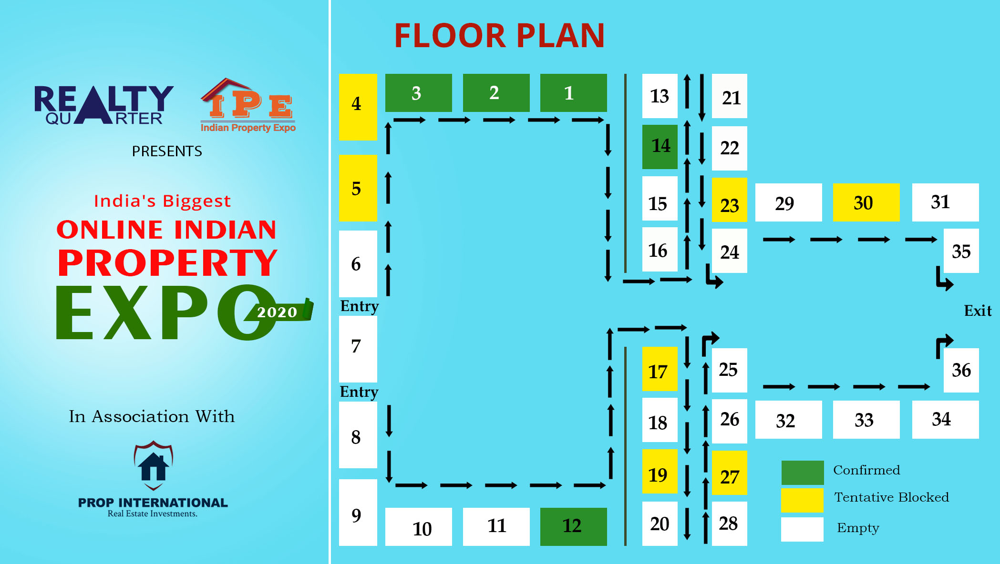 REALTY
QUARTER
IPE
Indian Property Expo
PRESENTS
India's Biggest
ONLINE INDIAN
PROPERTY
EXPO
2020
In Association With
PROP INTERNATIONAL
Real Estate Investments.
FLOOR PLAN
4
3
2
1
13
21
14
22
5
15
23
29
30
31
6
16
24
35
Entry
Exit
7
17
25
36
Entry
8
18
26
32
33
34
19
27
9
10
11
12
20
28
Confirmed
Tentative Blocked
Empty